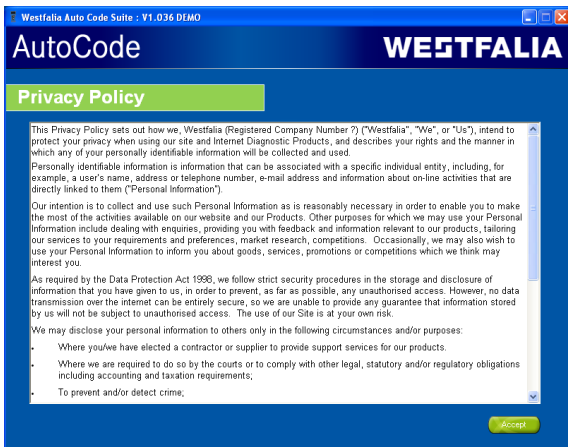 Westfalia Auto Code Suite : V1.036 DEMO
AutoCode
WESTFALIA
Privacy Policy
This Privacy Policy sets out how we, Westfalia (Registered Company Number ?) ("Westfalia", "We", or "Us"), intend to
protect your privacy when using our site and Internet Diagnostic Products, and describes your rights and the manner in
which any of your personally identifiable information will be collected and used.
Personally identifiable information is information that can be associated with a specific individual entity, including, for
example, a user's name, address or telephone number, e-mail address and information about on-line activities that are
directly linked to them ("Personal Information").
Our intention is to collect and use such Personal Information as is reasonably necessary in order to enable you to make
the most of the activities available on our website and our Products. Other purposes for which we may use your Personal
Information include dealing with enquiries, providing you with feedback and information relevant to our products, tailoring
our services to your requirements and preferences, market research, competitions. Occasionally, we may also wish to
use your Personal Information to inform you about goods, services, promotions or competitions which we think may
interest you.
As required by the Data Protection Act 1998, we follow strict security procedures in the storage and disclosure of
information that you have given to us, in order to prevent, as far as possible, any unauthorised access. However, no data
transmission over the internet can be entirely secure, so we are unable to provide any guarantee that information stored
by us will not be subject to unauthorised access. The use of our Site is at your own risk.
We may disclose your personal information to others only in the following circumstances and/or purposes:
• Where you/we have elected a contractor or supplier to provide support services for our products.
• Where we are required to do so by the courts or to comply with other legal, statutory and/or regulatory obligations
including accounting and taxation requirements;
• To prevent and/or detect crime;
Accept